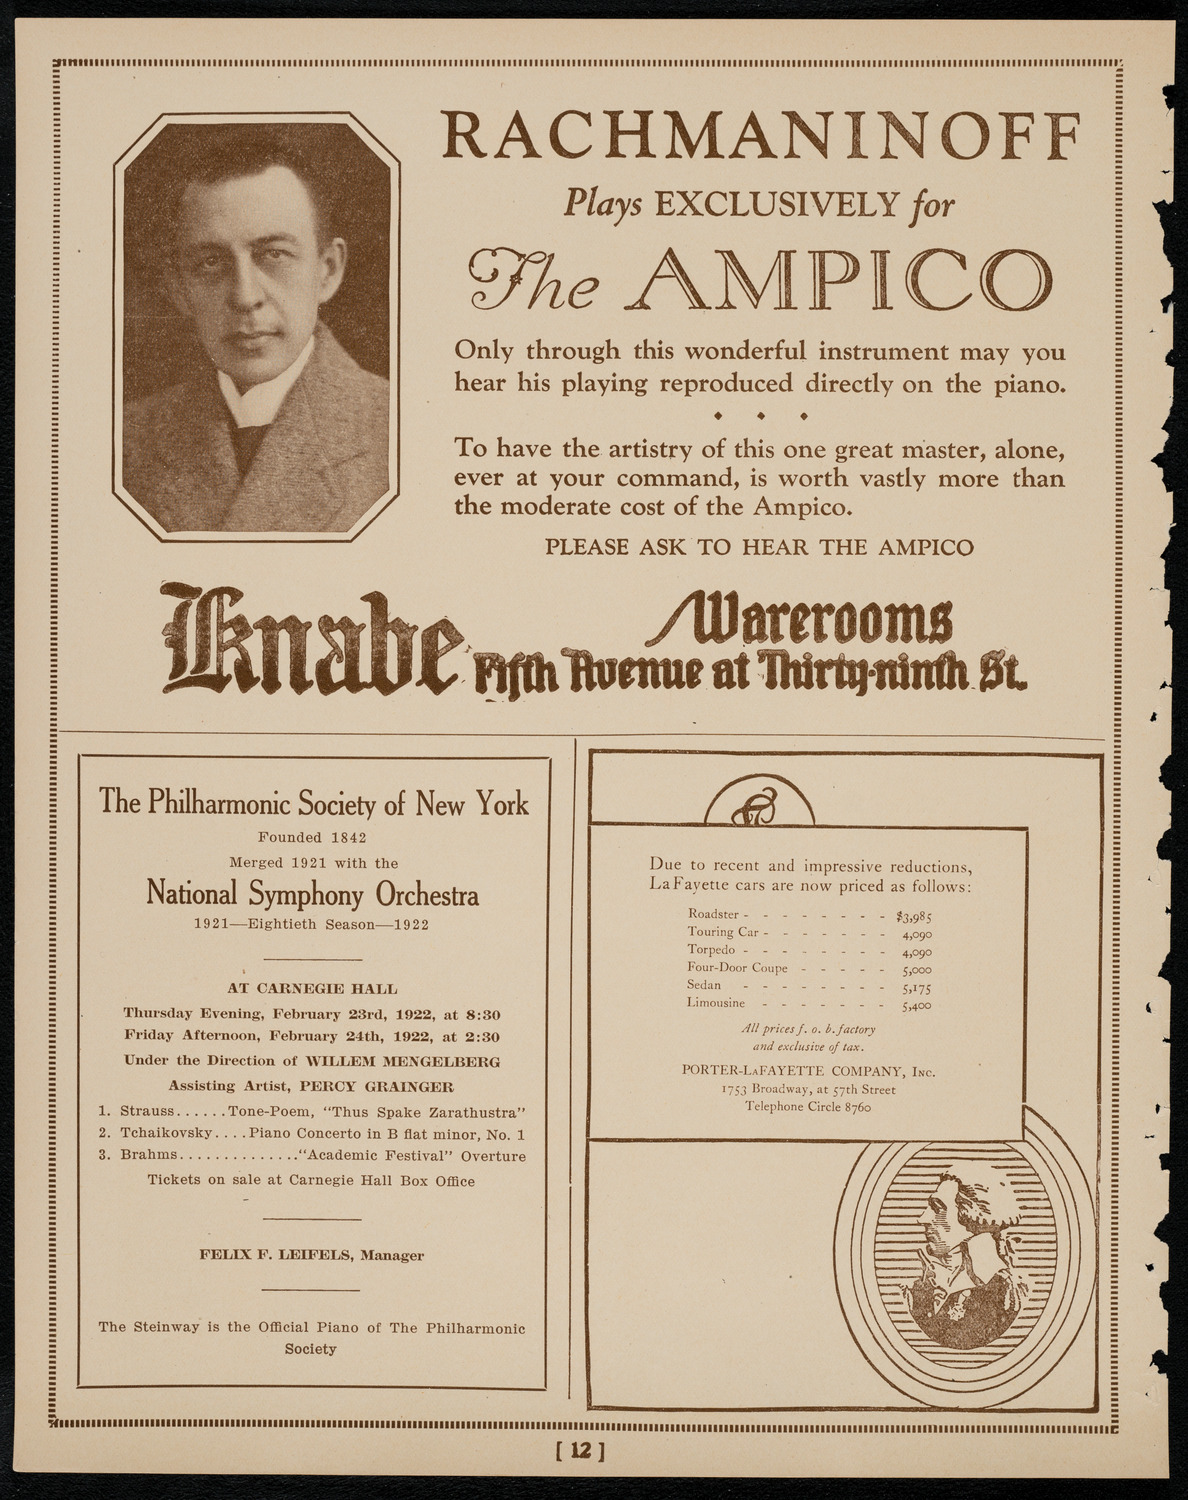 RACHMANINOFF
Plays EXCLUSIVELY for
The AMPICO
Only through this wonderful instrument may you
hear his playing reproduced directly on the piano.
To have the artistry of this one great master, alone,
ever at your command, is worth vastly more than
the moderate cost of the Ampico.
PLEASE ASK TO HEAR THE AMPICO
Knabe Warerooms
Fifth Avenue at Thirty-ninth St.
The Philharmonic Society of New York
Founded 1842
Merged 1921 with the
National Symphony Orchestra
1921—Eightieth Season—1922
AT CARNEGIE HALL
Thursday Evening, February 23rd, 1922, at 8:30
Friday Afternoon, February 24th, 1922, at 2:30
Under the Direction of WILLEM MENGELBERG
Assisting Artist, PERCY GRAINGER
1. Strauss......Tone-Poem, “Thus Spake Zarathustra”
2. Tchaikovsky....Piano Concerto in B flat minor, No. 1
3. Brahms..............“Academic Festival” Overture
Tickets on sale at Carnegie Hall Box Office
FELIX F. LEIFELS, Manager
The Steinway is the Official Piano of The Philharmonic
Society
Due to recent and impressive reductions,
LaFayette cars are now priced as follows:
Roadster - - - - - - - - $3,985
Touring Car - - - - - - - 4,090
Torpedo - - - - - - - - 4,090
Four-Door Coupe - - - - - 5,000
Sedan - - - - - - - - 5,175
Limousine - - - - - - - 5,400
All prices f. o. b. factory
and exclusive of tax.
PORTER-LAFAYETTE COMPANY, INC.
1753 Broadway, at 57th Street
Telephone Circle 8760
[ 12 ]